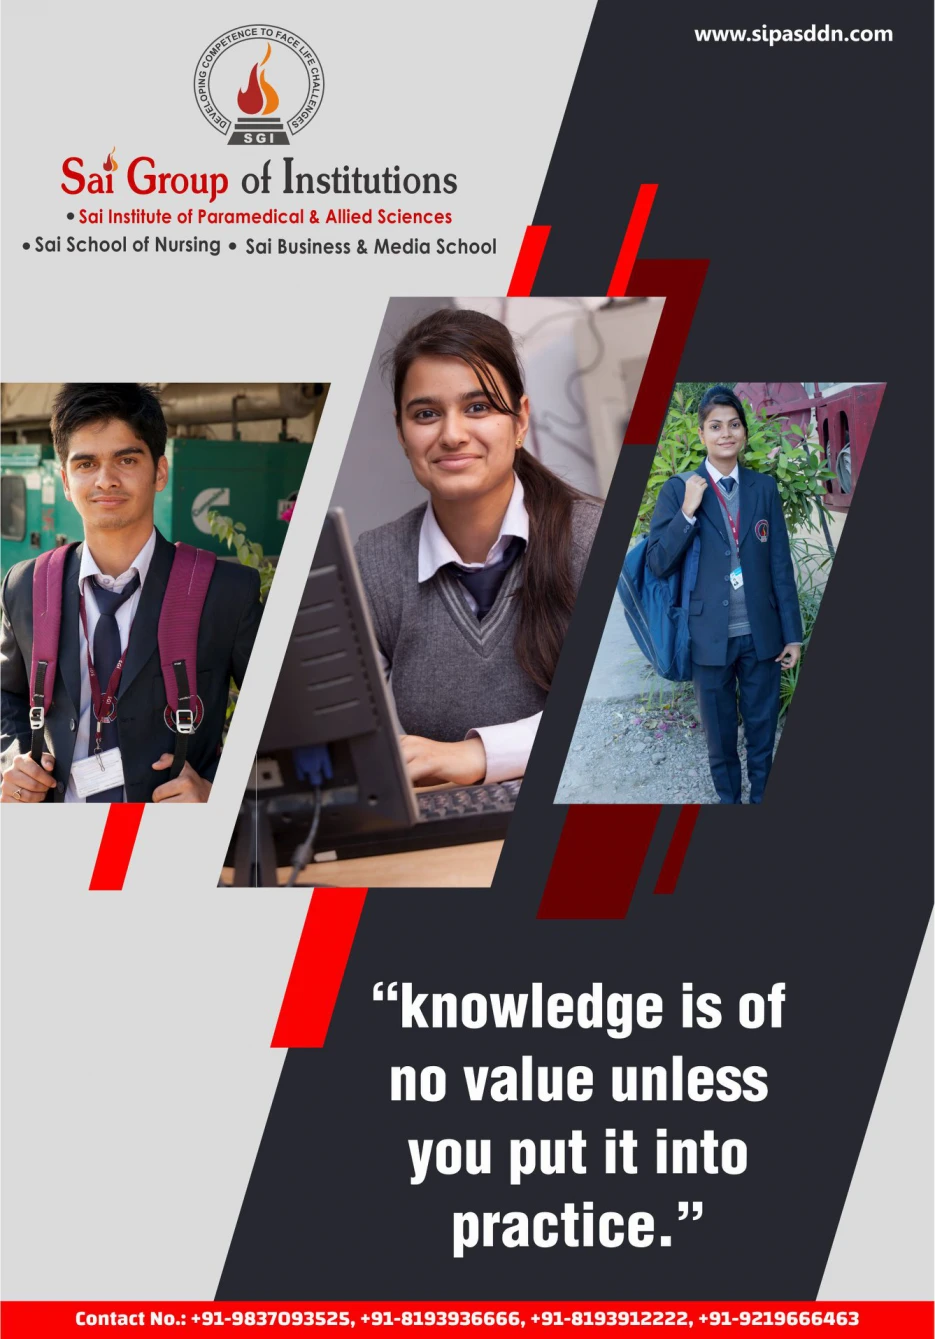 www.sipasddn.com
DEVELOPING COMPETENCE TO FACE LIFE CHALLENGES
SGI
Sai Group of Institutions
• Sai Institute of Paramedical & Allied Sciences
• Sai School of Nursing • Sai Business & Media School
“knowledge is of
no value unless
you put it into
practice.”
Contact No.: +91-9837093525, +91-8193936666, +91-8193912222, +91-9219666463